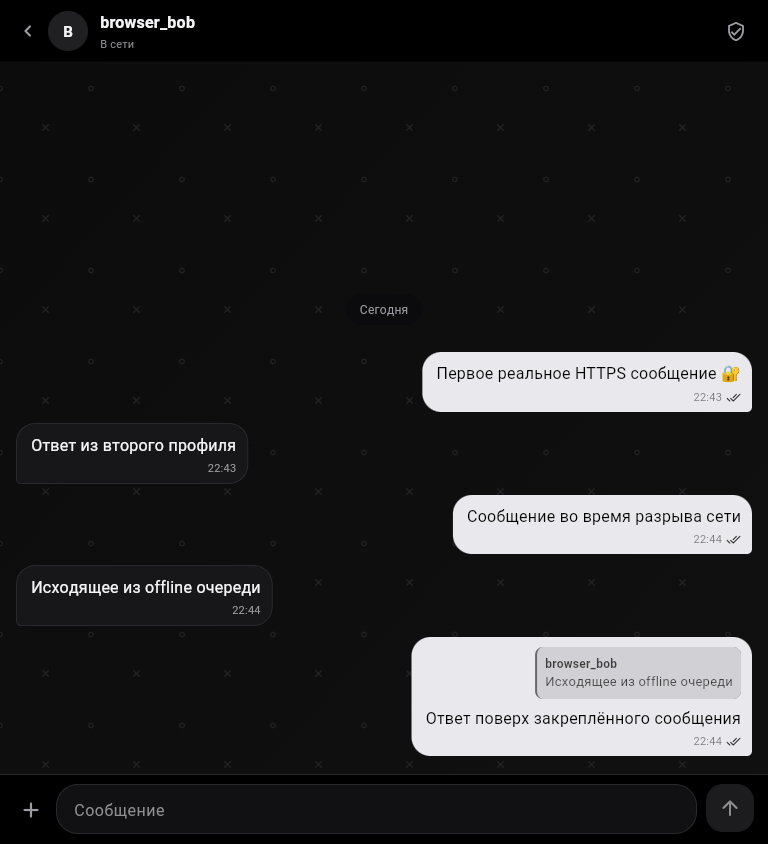 B
browser_bob
В сети
Сегодня
Первое реальное HTTPS сообщение 🔐
22:43
Ответ из второго профиля
22:43
Сообщение во время разрыва сети
22:44
Исходящее из offline очереди
22:44
browser_bob
Исходящее из offline очереди
Ответ поверх закреплённого сообщения
22:44
Сообщение